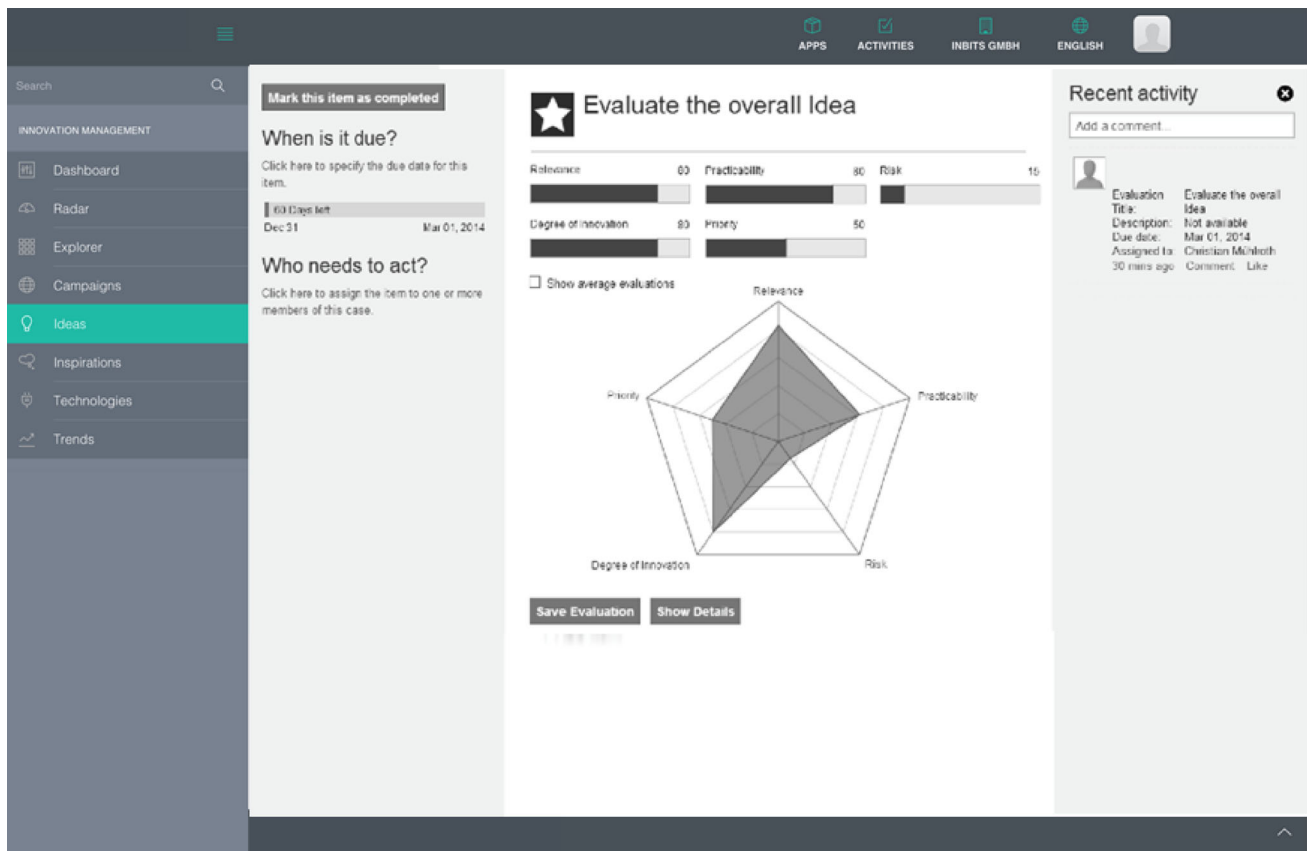 APPS
ACTIVITIES
INBITS GMBH
ENGLISH
Search
INNOVATION MANAGEMENT
Dashboard
Radar
Explorer
Campaigns
Ideas
Inspirations
Technologies
Trends
Mark this item as completed
When is it due?
Click here to specify the due date for this
item.
60 Days left
Dec 31 Mar 01, 2014
Who needs to act?
Click here to assign the item to one or more
members of this case.
Evaluate the overall Idea
Relevance 80 Practicability 80 Risk 15
Degree of Innovation 80 Priority 50
Show average evaluations
Relevance
Priority
Practicability
Degree of Innovation
Risk
Save Evaluation
Show Details
Recent activity
Add a comment...
Evaluation Evaluate the overall
Title: Idea
Description: Not available
Due date: Mar 01, 2014
Assigned to Christian Mühlroth
30 mins ago Comment Like